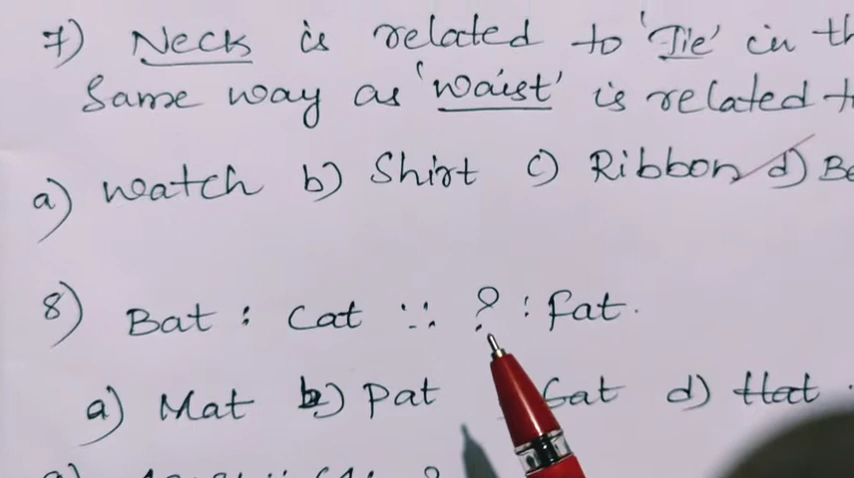 7) Neck is related to 'Tie' in th
Same way as 'waist' is related t
a) watch b) Shirt c) Ribbon d) Be
8) Bat : Cat :: ? : fat.
a) Mat b) Pat Gat d) Hat